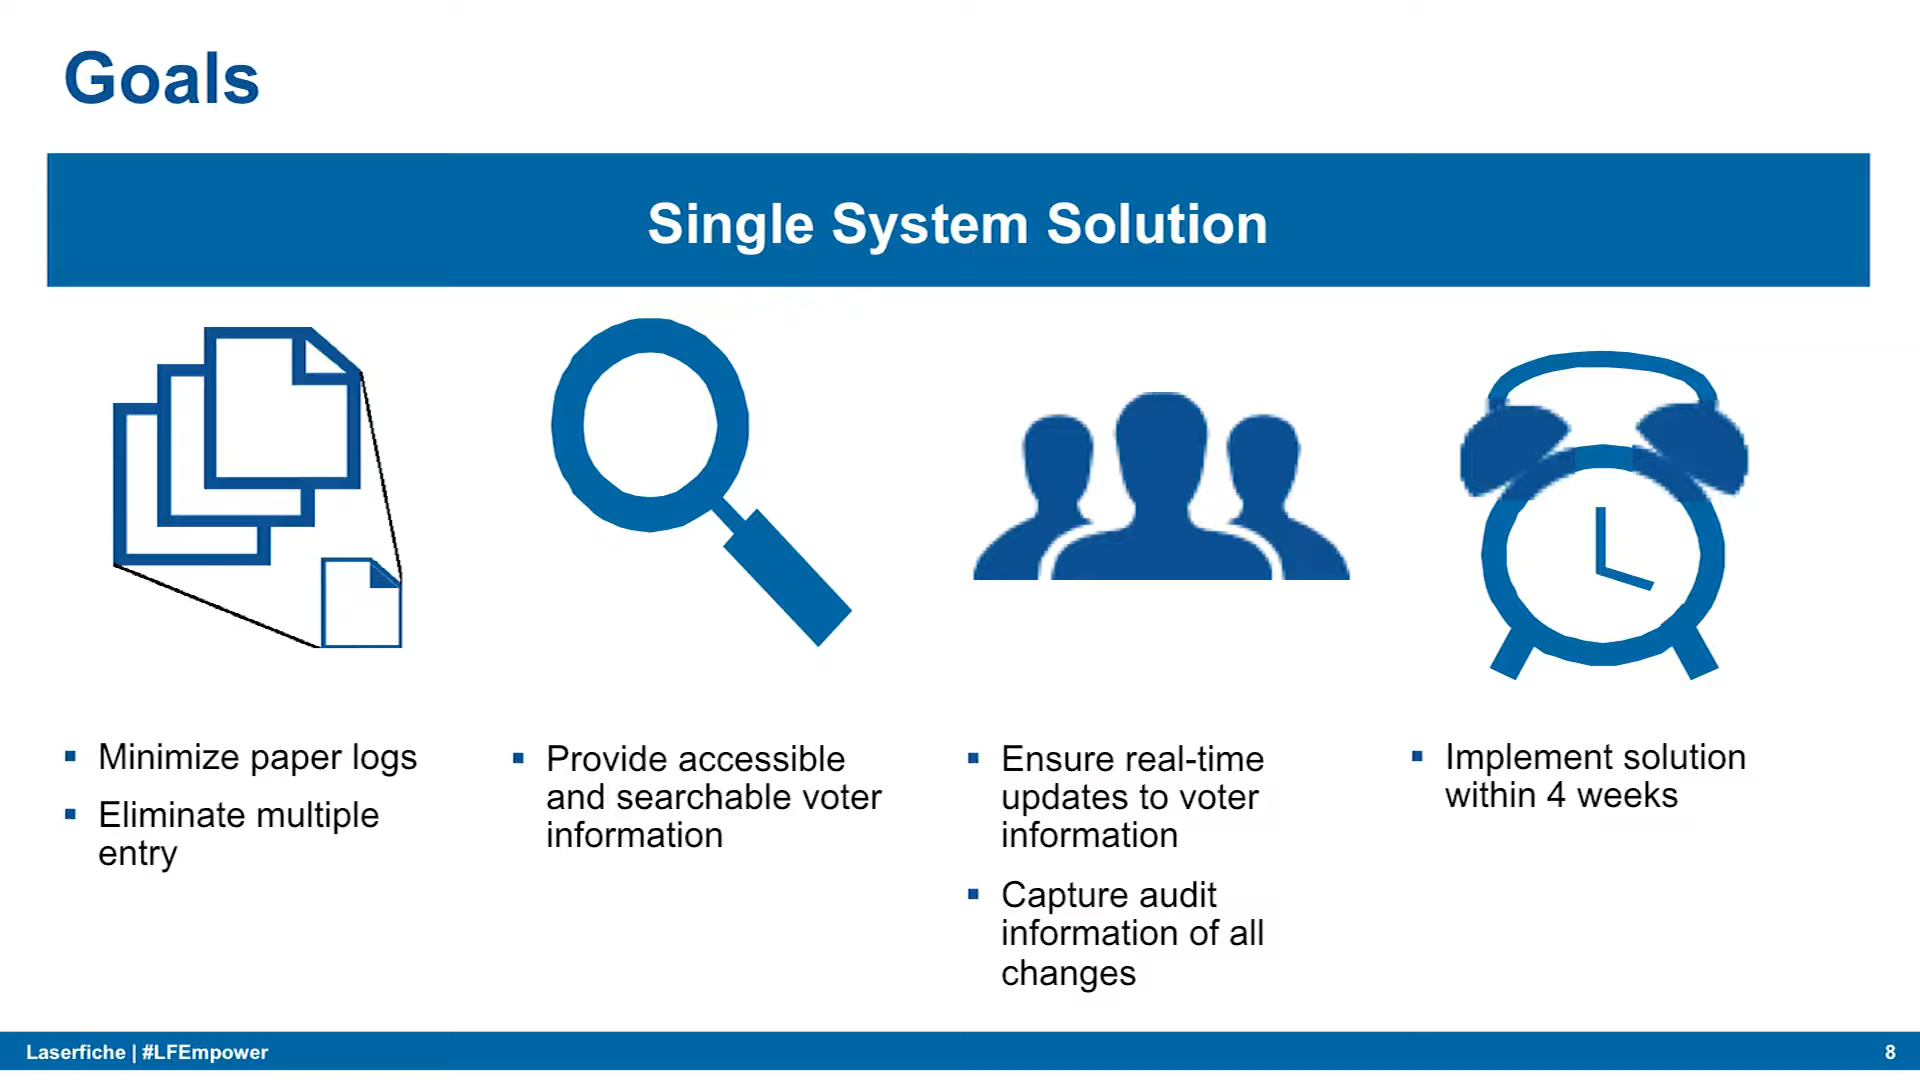 Goals
Single System Solution
▪ Minimize paper logs
▪ Eliminate multiple
entry
▪ Provide accessible
and searchable voter
information
▪ Ensure real-time
updates to voter
information
▪ Capture audit
information of all
changes
▪ Implement solution
within 4 weeks
Laserfiche | #LFEmpower
8